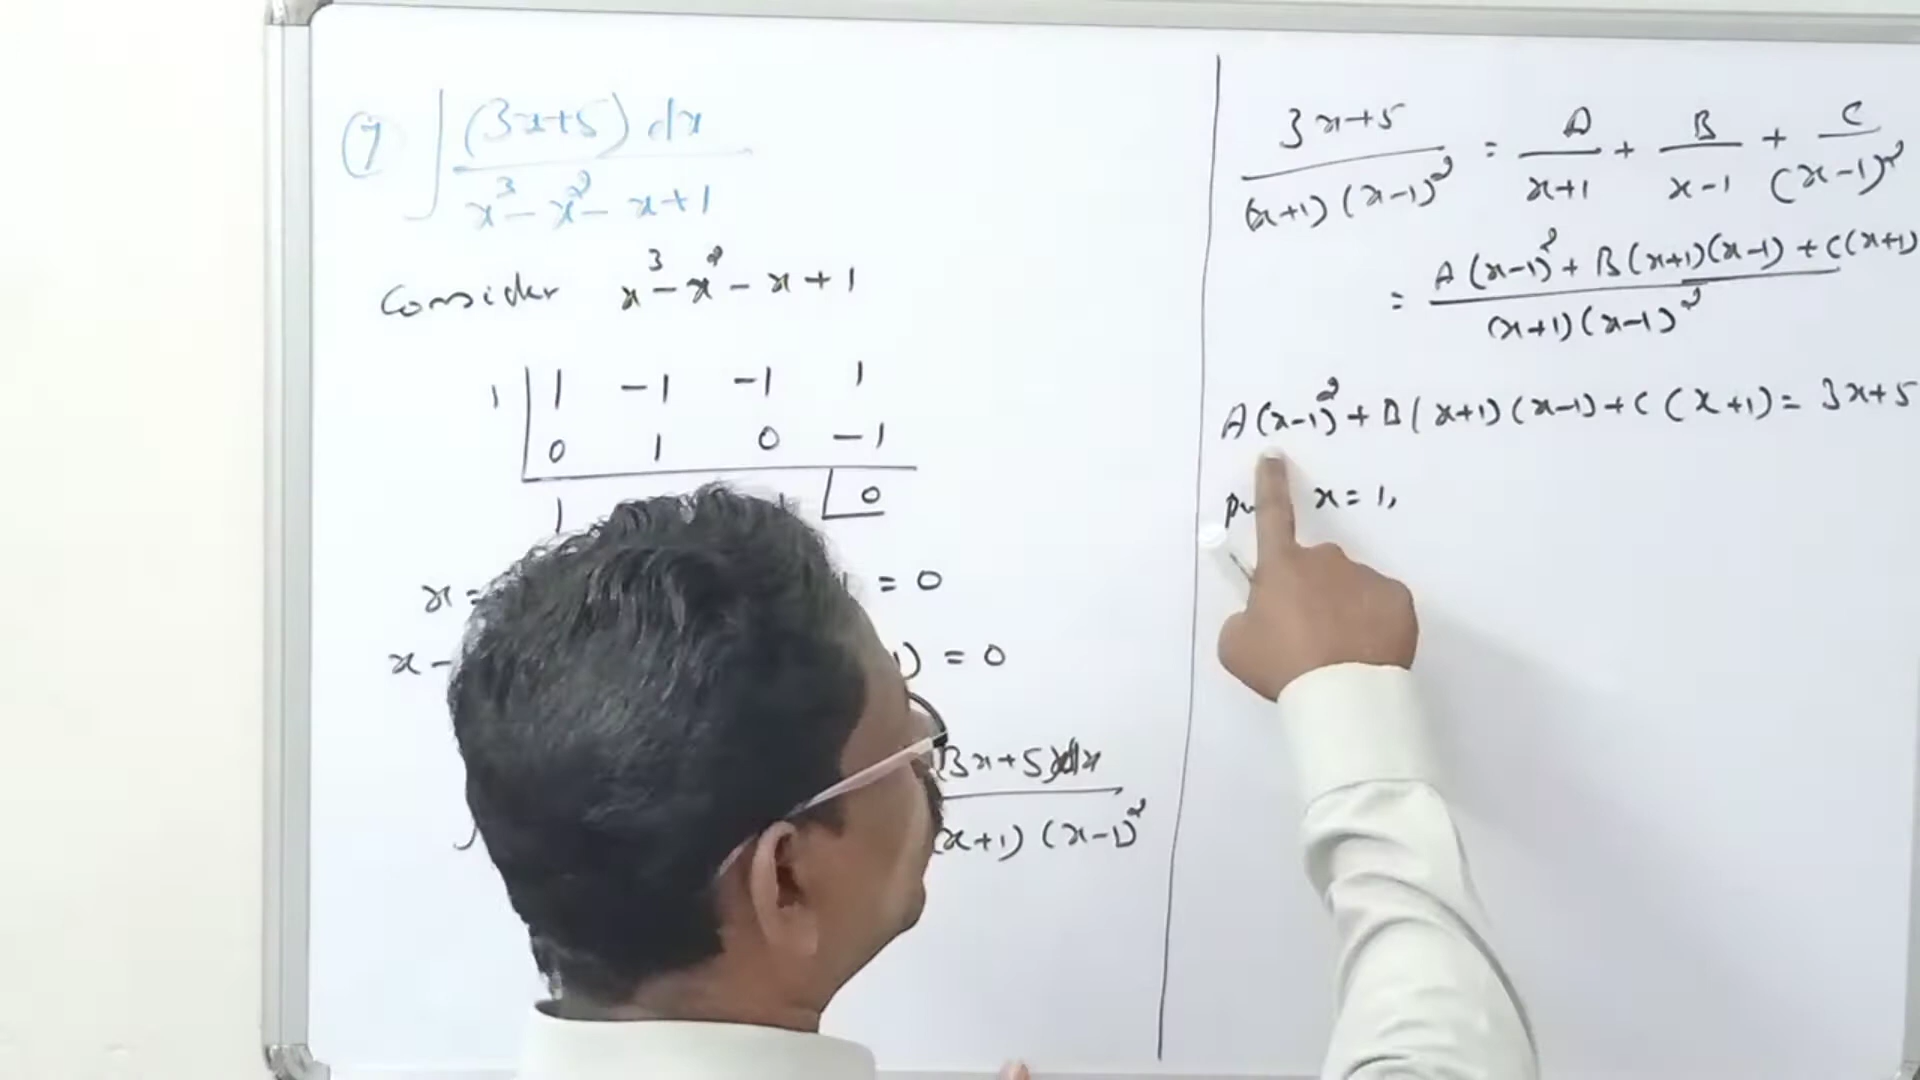 7 ∫ (3x+5) dx / x³ - x² - x + 1
Consider x³ - x² - x + 1
1 | 1 -1 -1 1
0 1 0 -1
1 0
x = = 0
x - 1) = 0
3x+5) dx
(x+1) (x-1)²
3x+5 / (x+1) (x-1)² = A / x+1 + B / x-1 + C / (x-1)²
= A (x-1)² + B (x+1)(x-1) + C(x+1) / (x+1) (x-1)²
A (x-1)² + B (x+1) (x-1) + C (x+1) = 3x+5
x = 1,